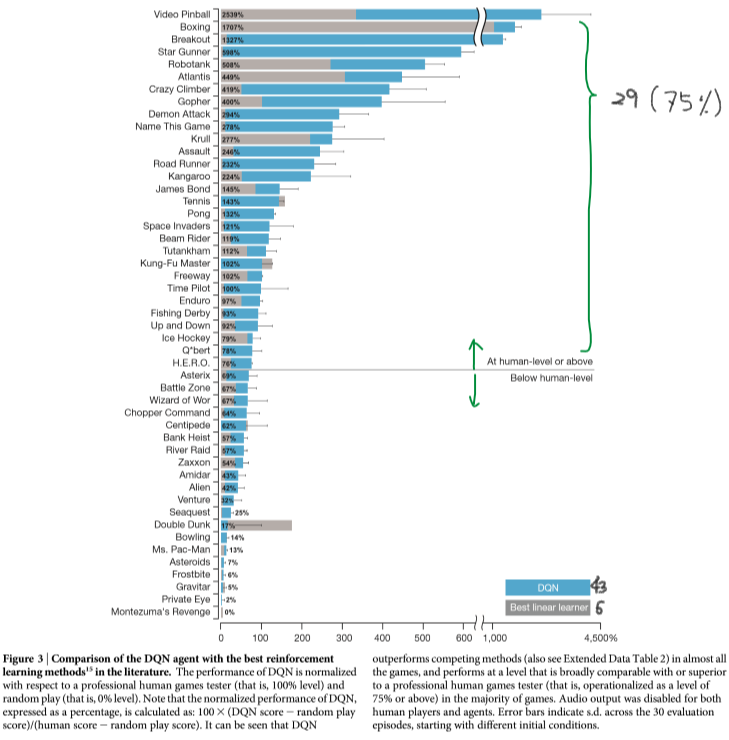 Video Pinball 2539%
Boxing 1707%
Breakout 1327%
Star Gunner 598%
Robotank 508%
Atlantis 449%
Crazy Climber 419%
Gopher 400%
Demon Attack 294%
Name This Game 278%
Krull 277%
Assault 246%
Road Runner 232%
Kangaroo 224%
James Bond 145%
Tennis 143%
Pong 132%
Space Invaders 121%
Beam Rider 119%
Tutankham 112%
Kung-Fu Master 102%
Freeway 102%
Time Pilot 100%
Enduro 97%
Fishing Derby 93%
Up and Down 92%
Ice Hockey 79%
Q*bert 78%
H.E.R.O. 76%
Asterix 69%
Battle Zone 67%
Wizard of Wor 67%
Chopper Command 64%
Centipede 62%
Bank Heist 57%
River Raid 57%
Zaxxon 54%
Amidar 43%
Alien 42%
Venture 32%
Seaquest 25%
Double Dunk 17%
Bowling 14%
Ms. Pac-Man 13%
Asteroids 7%
Frostbite 6%
Gravitar 5%
Private Eye 2%
Montezuma's Revenge 0%
29 (75%)
At human-level or above
Below human-level
DQN 43
Best linear learner 6
0 100 200 300 400 500 600 1,000 4,500%
Figure 3 | Comparison of the DQN agent with the best reinforcement
learning methods15 in the literature. The performance of DQN is normalized
with respect to a professional human games tester (that is, 100% level) and
random play (that is, 0% level). Note that the normalized performance of DQN,
expressed as a percentage, is calculated as: 100 × (DQN score − random play
score)/(human score − random play score). It can be seen that DQN
outperforms competing methods (also see Extended Data Table 2) in almost all
the games, and performs at a level that is broadly comparable with or superior
to a professional human games tester (that is, operationalized as a level of
75% or above) in the majority of games. Audio output was disabled for both
human players and agents. Error bars indicate s.d. across the 30 evaluation
episodes, starting with different initial conditions.